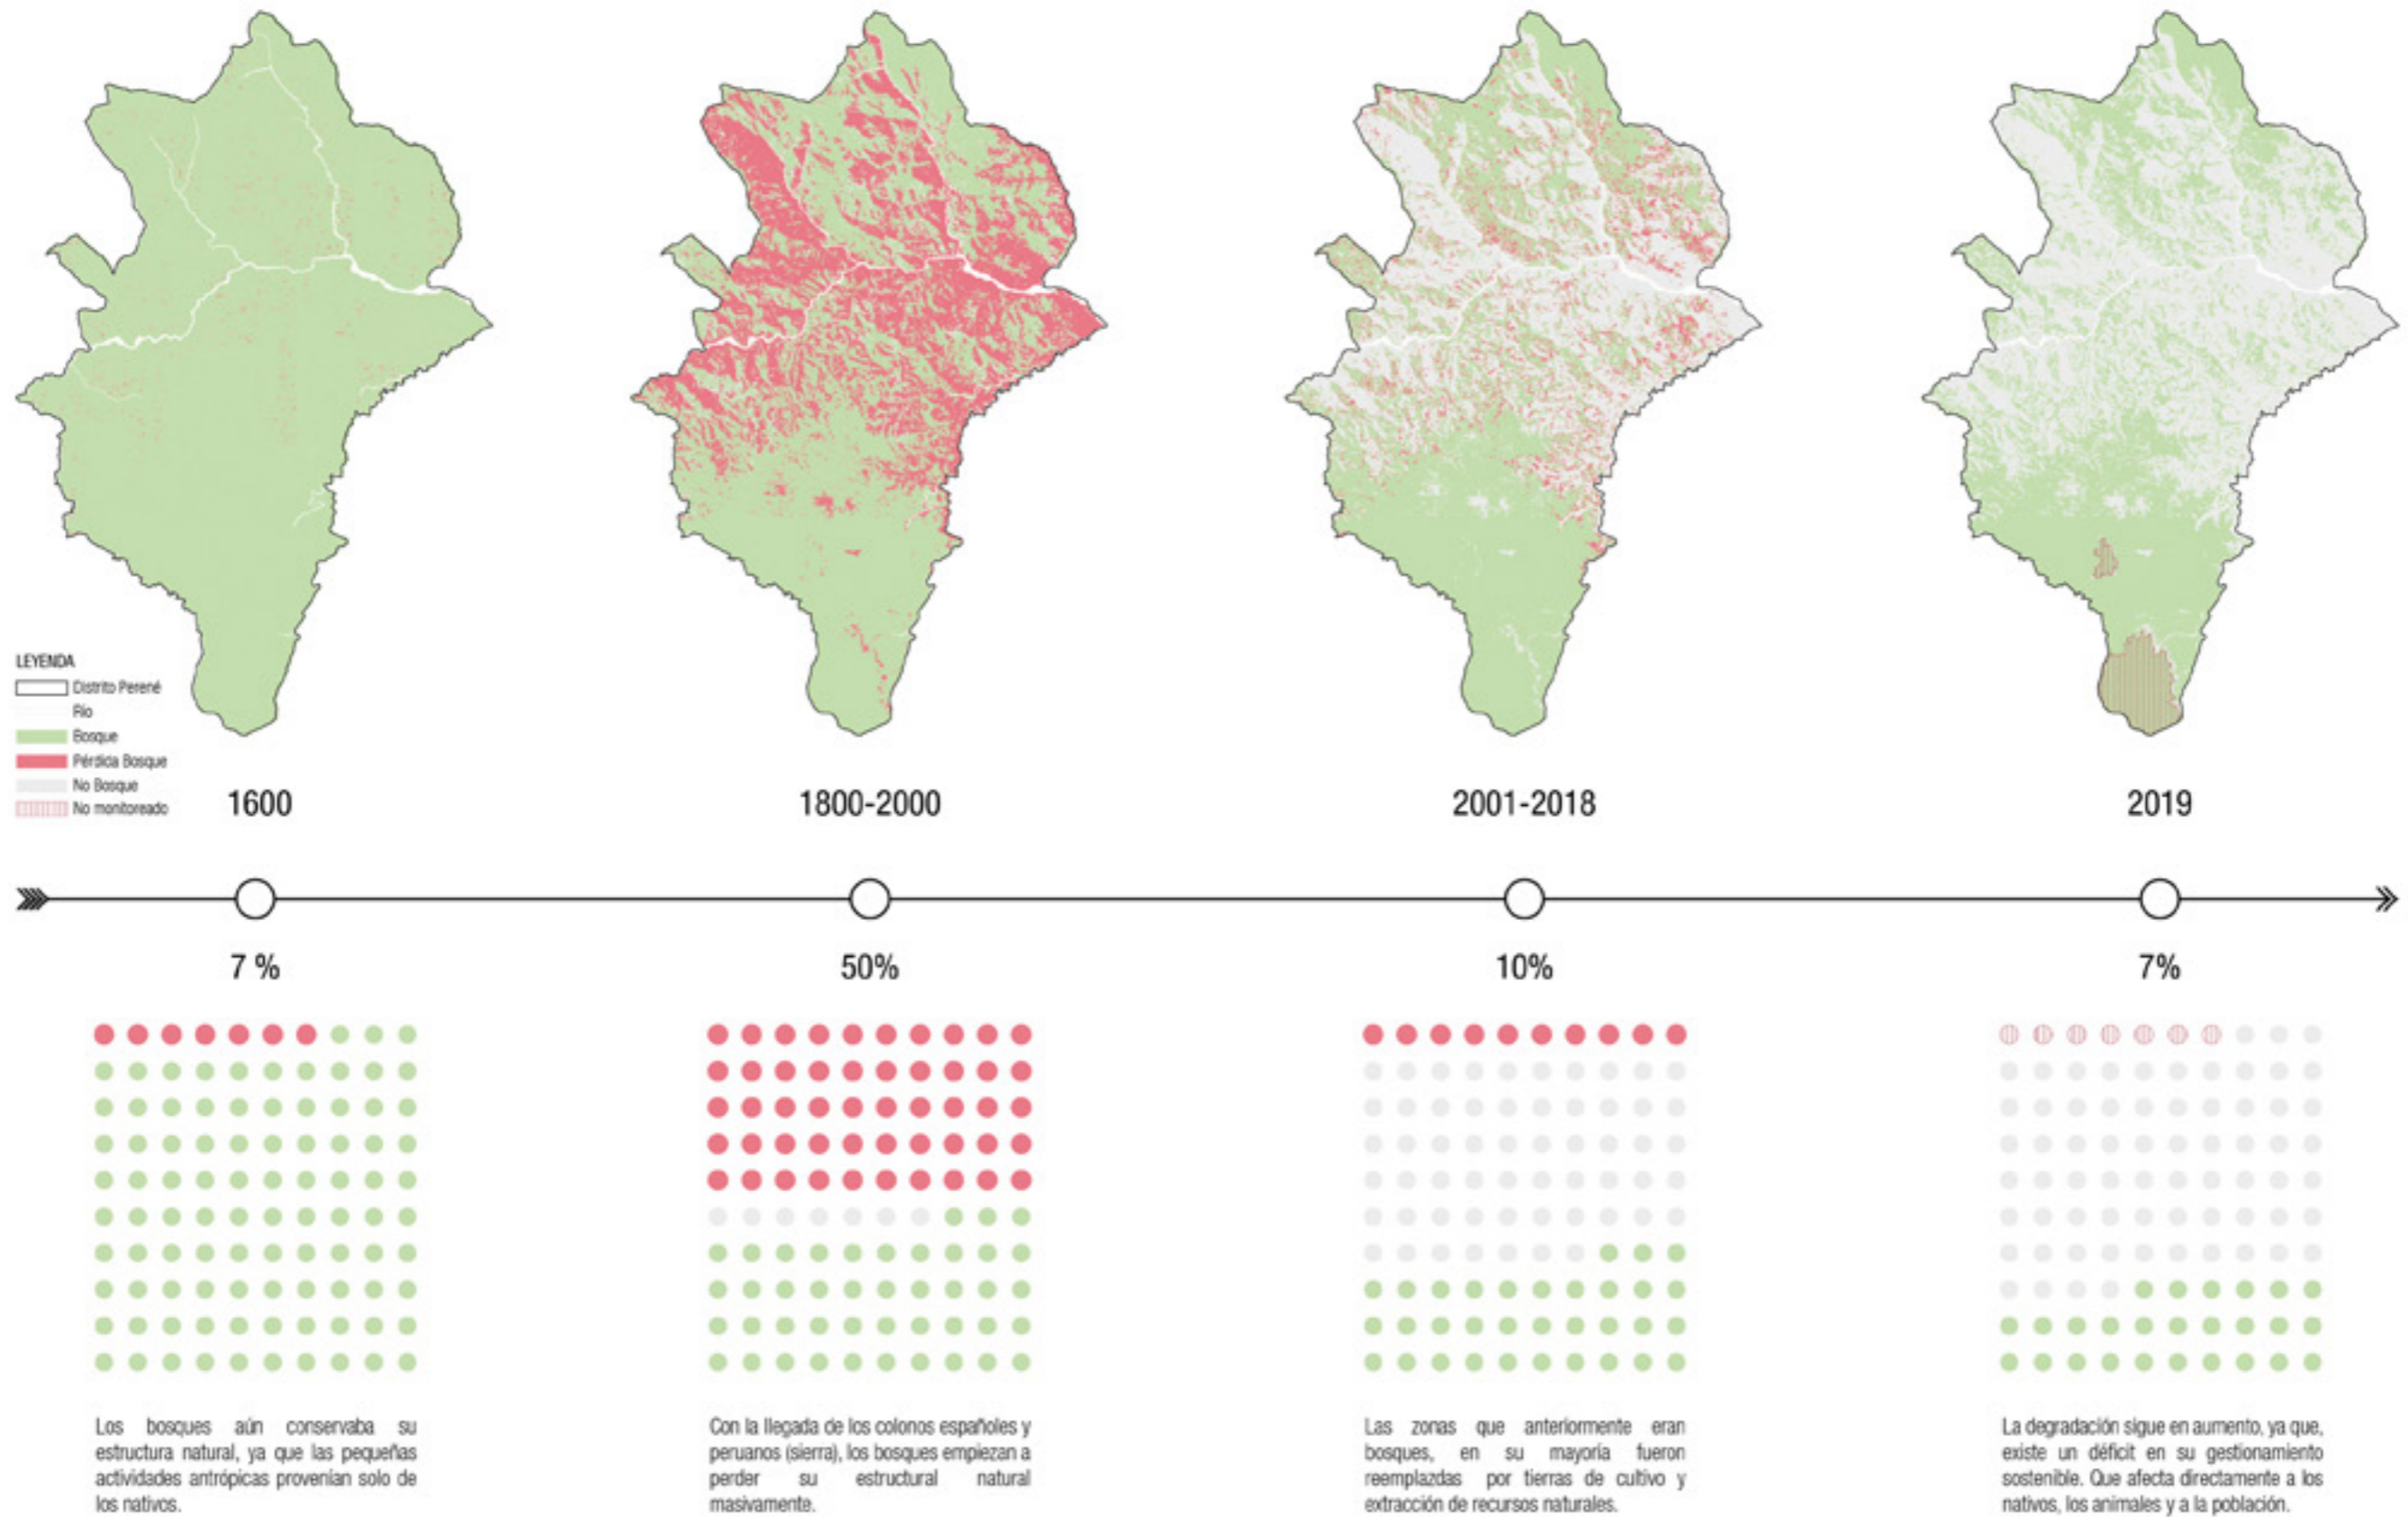 LEYENDA
Distrito Perené
Río
Bosque
Pérdida Bosque
No Bosque
No monitoreado
1600
1800-2000
2001-2018
2019
7 %
50%
10%
7%
Los bosques aún conservaba su
estructura natural, ya que las pequeñas
actividades antrópicas provenían solo de
los nativos.
Con la llegada de los colonos españoles y
peruanos (sierra), los bosques empiezan a
perder su estructural natural
masivamente.
Las zonas que anteriormente eran
bosques, en su mayoría fueron
reemplazdas por tierras de cultivo y
extracción de recursos naturales.
La degradación sigue en aumento, ya que,
existe un déficit en su gestionamiento
sostenible. Que afecta directamente a los
nativos, los animales y a la población.